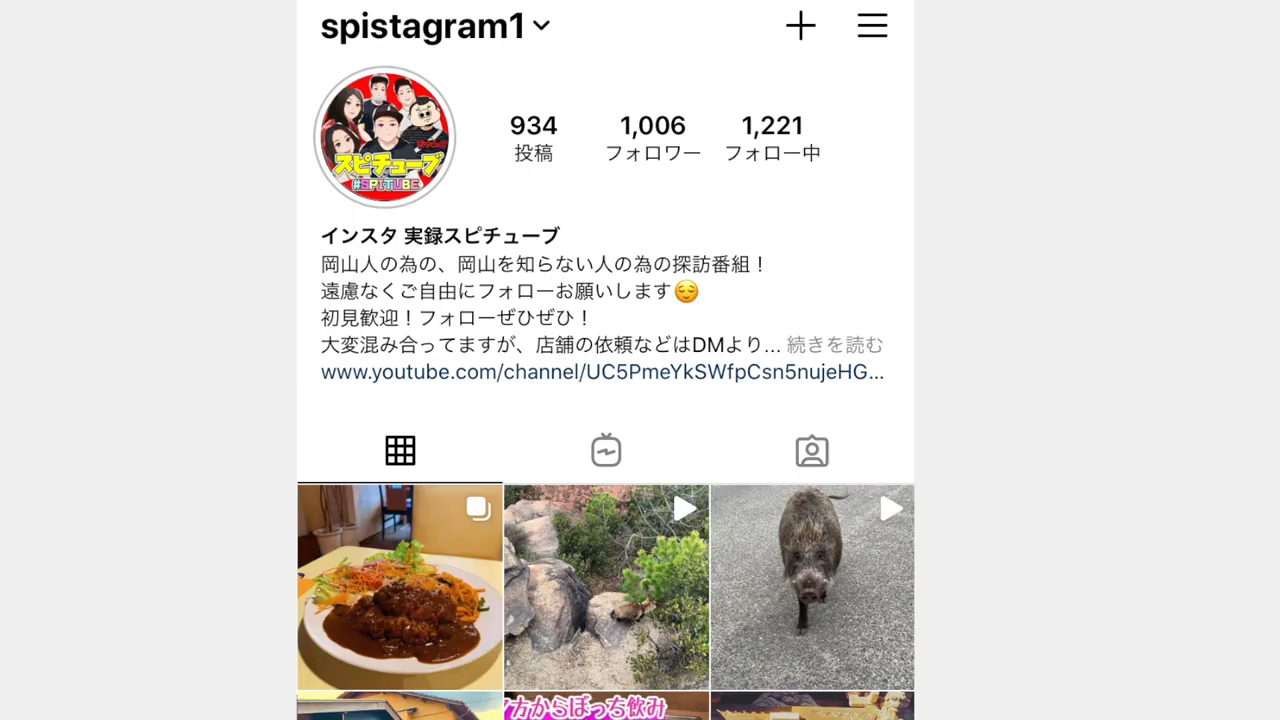 spistagram1
934
投稿
1,006
フォロワー
1,221
フォロー中
スピチューブ
#SPITUBE
インスタ 実録スピチューブ
岡山人の為の、岡山を知らない人の為の探訪番組！
遠慮なくご自由にフォローお願いします😌
初見歓迎！フォローぜひぜひ！
大変混み合ってますが、店舗の依頼などはDMより... 続きを読む
www.youtube.com/channel/UC5PmeYkSWfpCsn5nujeHG...
方からぼっち飲み